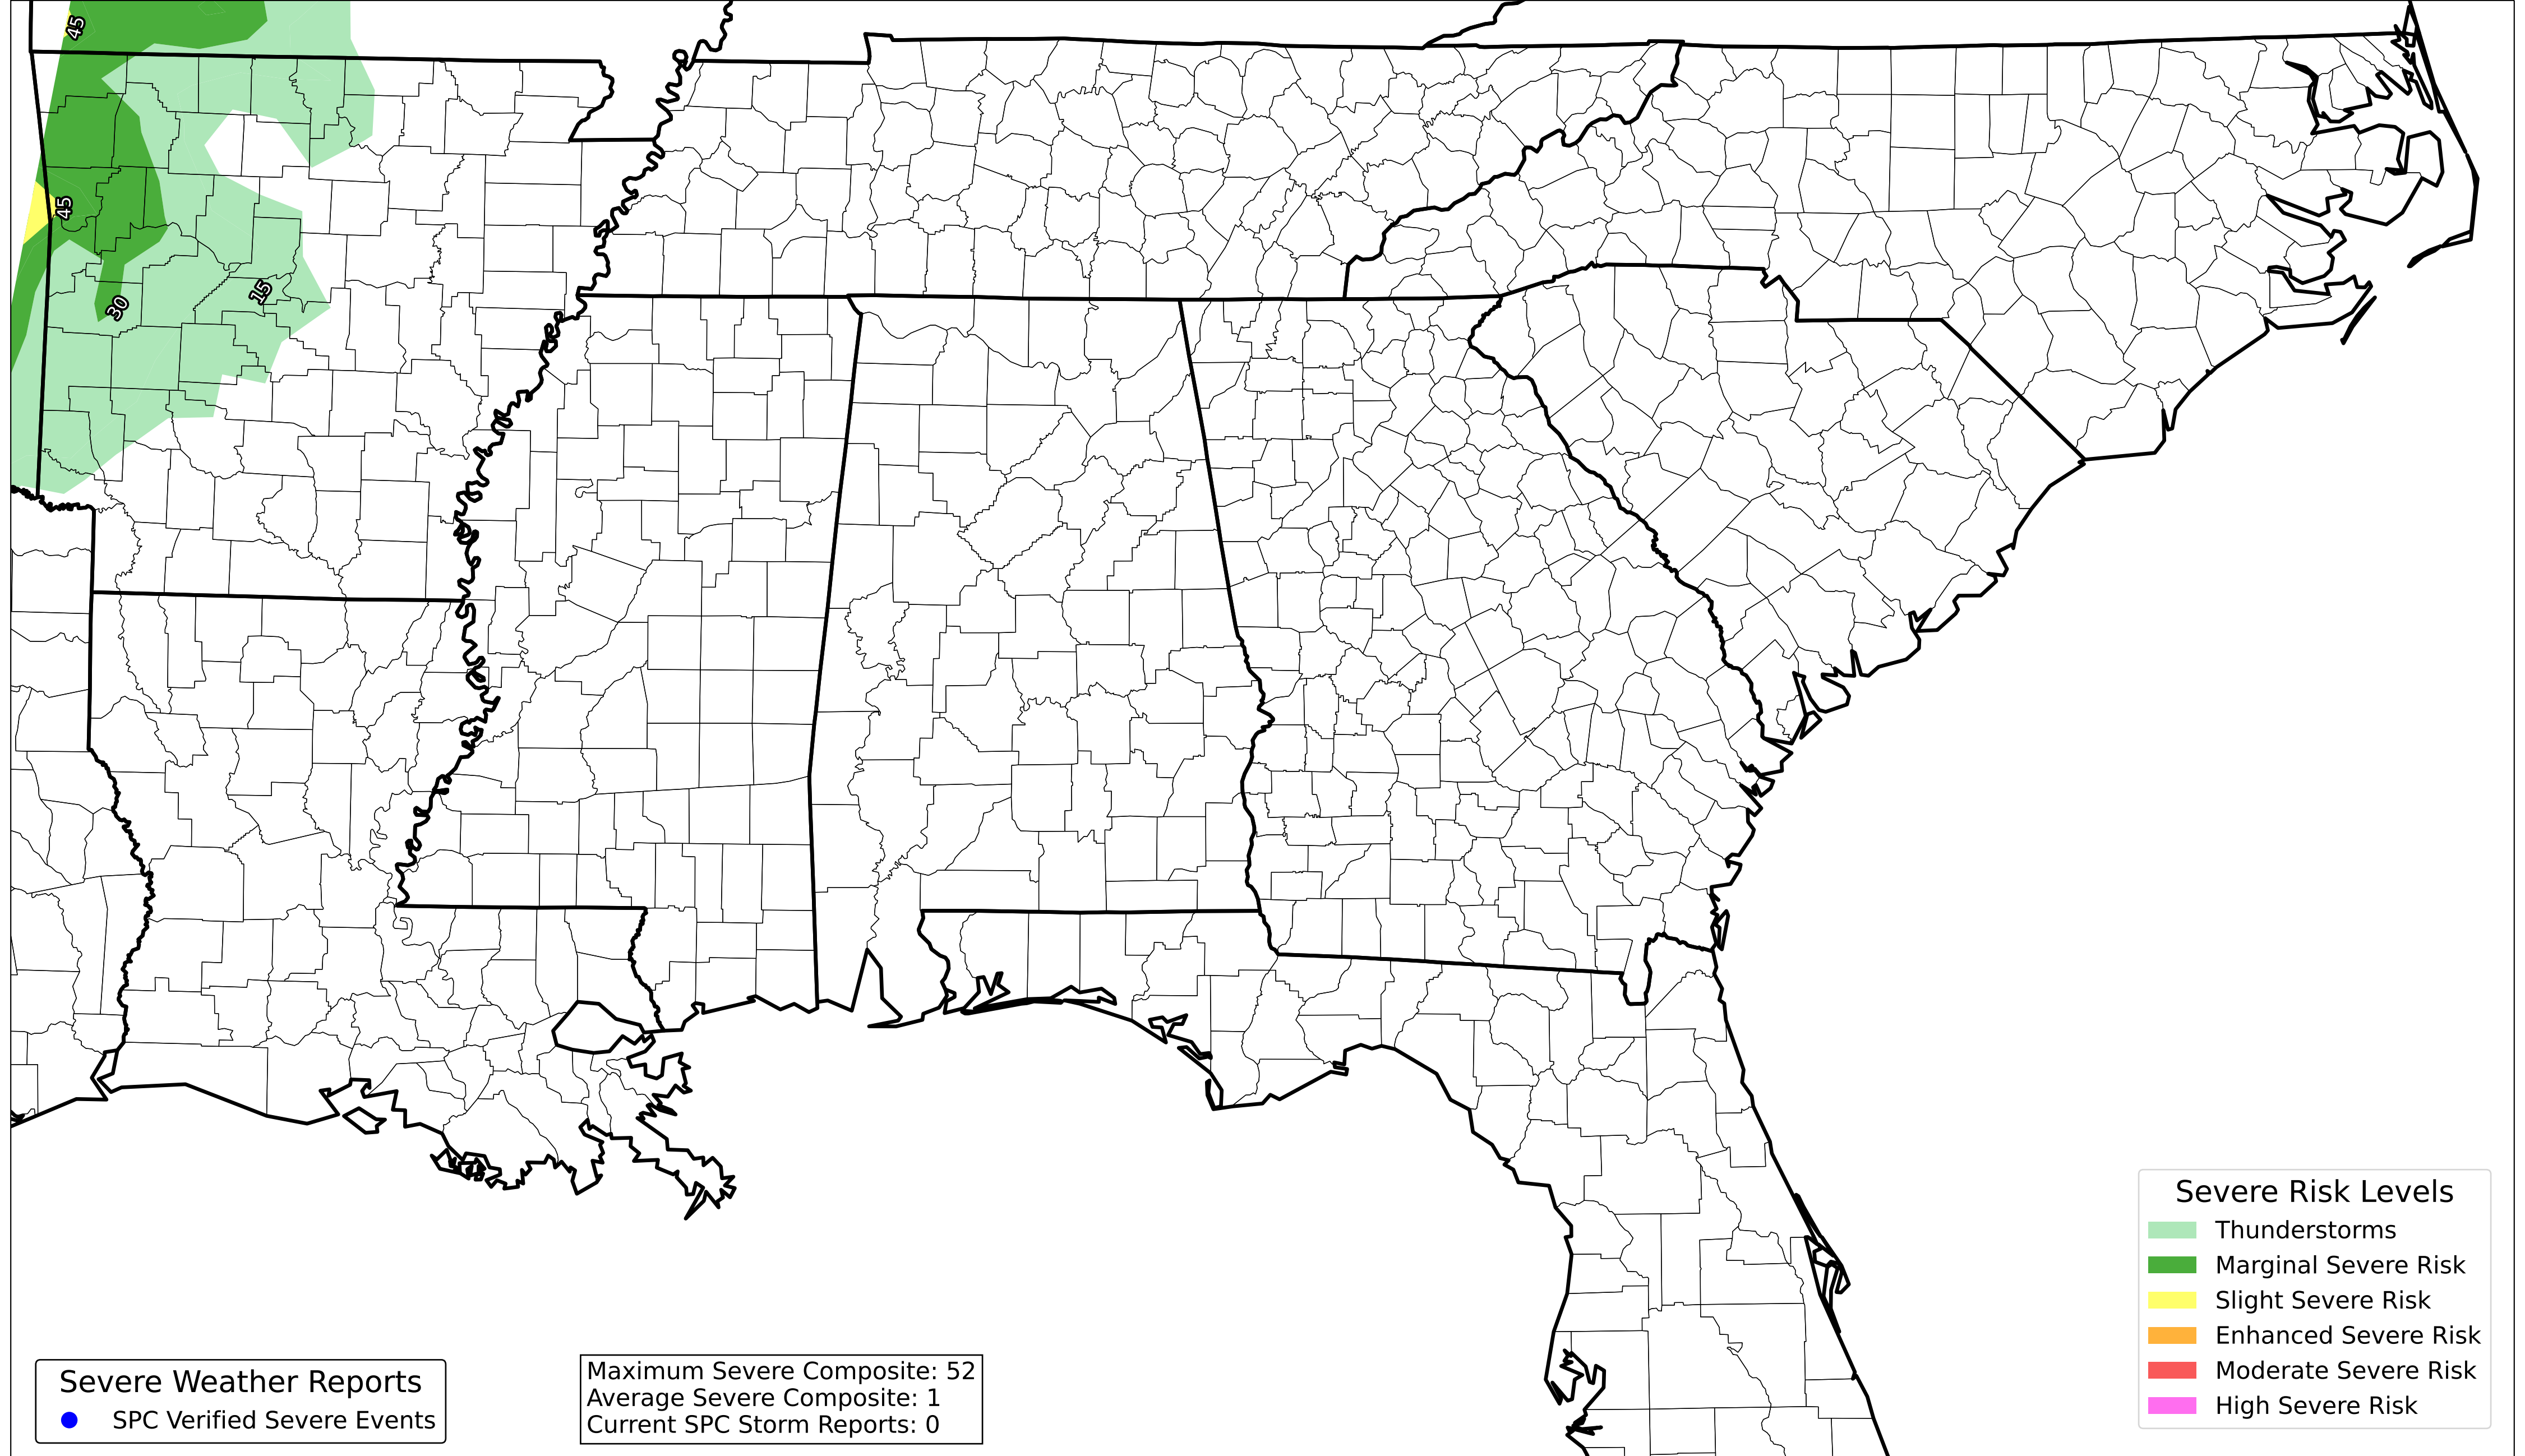 45
45
15
30
Severe Risk Levels
Thunderstorms
Marginal Severe Risk
Slight Severe Risk
Enhanced Severe Risk
Moderate Severe Risk
High Severe Risk
Severe Weather Reports
SPC Verified Severe Events
Maximum Severe Composite: 52
Average Severe Composite: 1
Current SPC Storm Reports: 0